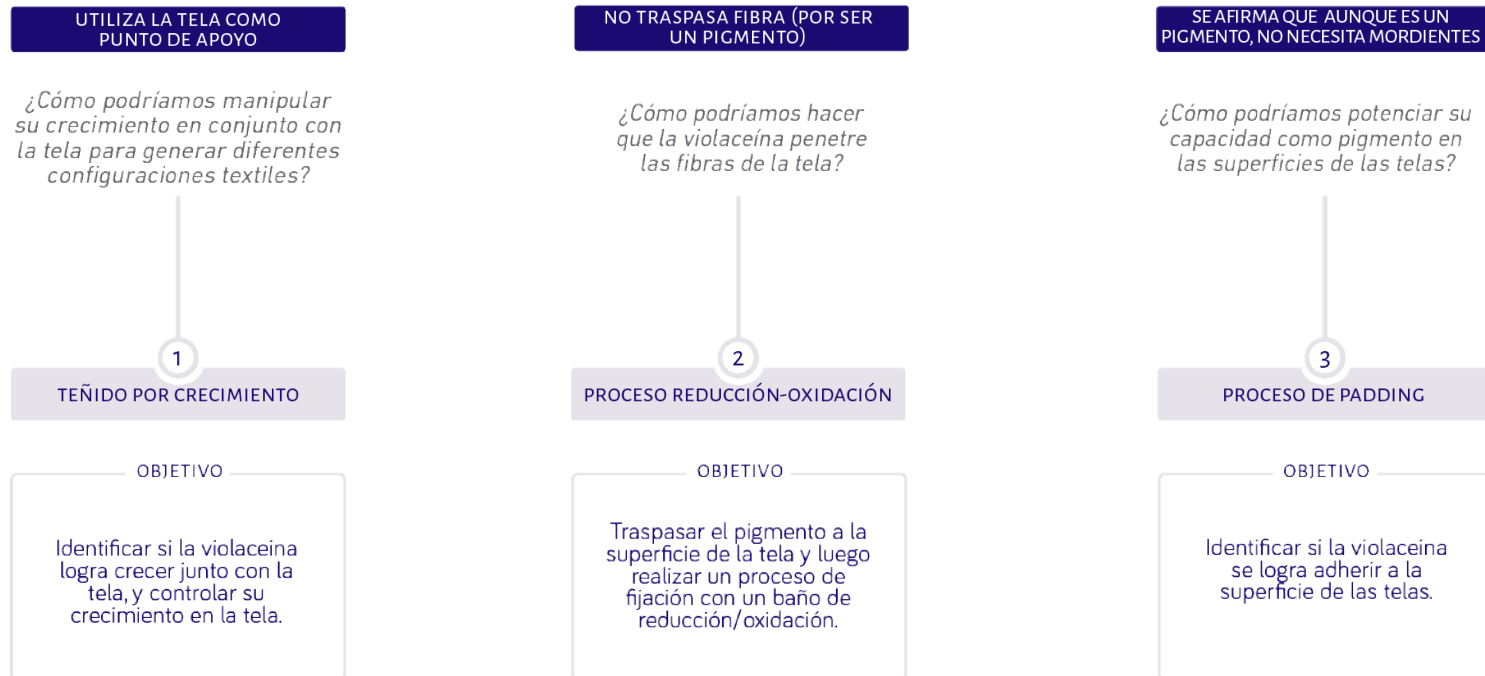 UTILIZA LA TELA COMO
PUNTO DE APOYO
¿Cómo podríamos manipular
su crecimiento en conjunto con
la tela para generar diferentes
configuraciones textiles?
1
TEÑIDO POR CRECIMIENTO
OBJETIVO
Identificar si la violaceina
logra crecer junto con la
tela, y controlar su
crecimiento en la tela.
NO TRASPASA FIBRA (POR SER
UN PIGMENTO)
¿Cómo podríamos hacer
que la violaceína penetre
las fibras de la tela?
2
PROCESO REDUCCIÓN-OXIDACIÓN
OBJETIVO
Traspasar el pigmento a la
superficie de la tela y luego
realizar un proceso de
fijación con un baño de
reducción/oxidación.
SE AFIRMA QUE AUNQUE ES UN
PIGMENTO, NO NECESITA MORDIENTES
¿Cómo podríamos potenciar su
capacidad como pigmento en
las superficies de las telas?
3
PROCESO DE PADDING
OBJETIVO
Identificar si la violaceina
se logra adherir a la
superficie de las telas.